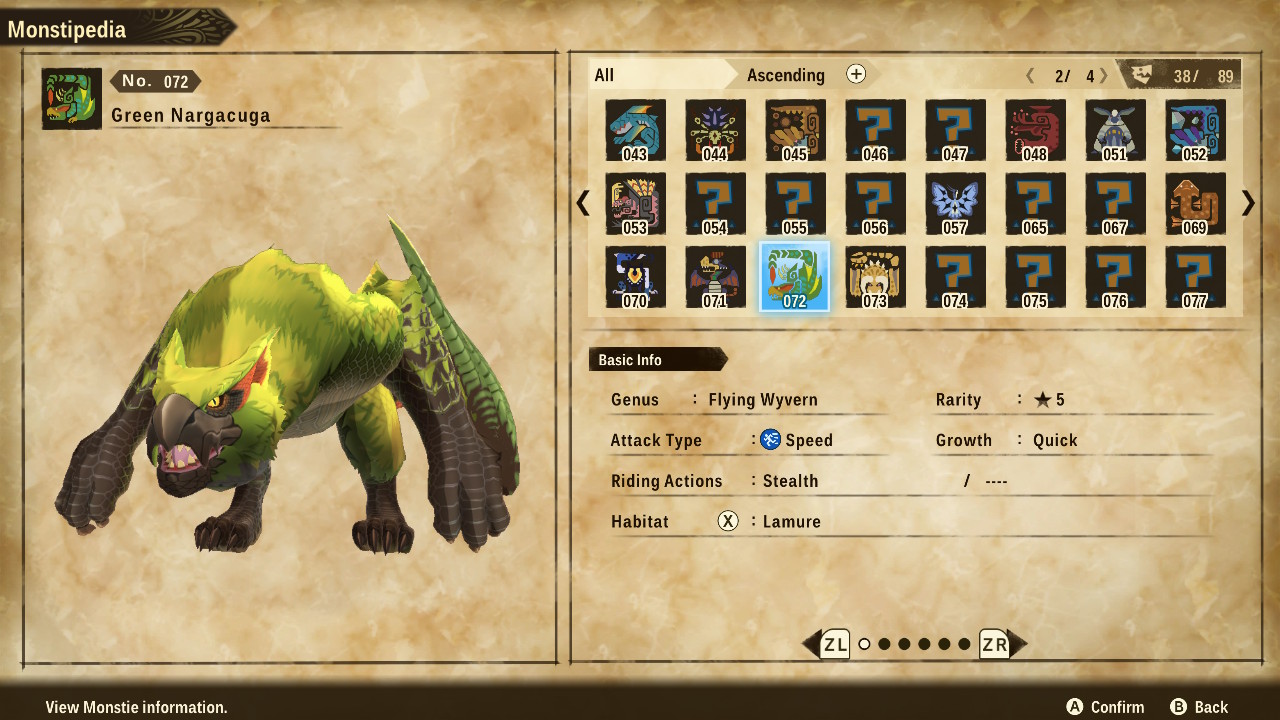 Monstipedia
No. 072
Green Nargacuga
All
Ascending +
2/ 4
38/ 89
043 044 045 046 047 048 051 052
053 054 055 056 057 065 067 069
070 071 072 073 074 075 076 077
Basic Info
Genus : Flying Wyvern
Rarity : ★ 5
Attack Type : Speed
Growth : Quick
Riding Actions : Stealth / ----
Habitat X : Lamure
ZL ZR
View Monstie information.
A Confirm B Back